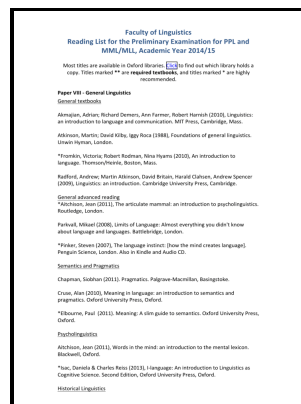 Faculty of Linguistics
Reading List for the Preliminary Examination for PPL and
MML/MLL, Academic Year 2014/15
Most titles are available in Oxford libraries. Click to find out which library holds a
copy. Titles marked ** are required textbooks, and titles marked * are highly
recommended.
Paper VIII - General Linguistics
General textbooks
Akmajian, Adrian; Richard Demers, Ann Farmer, Robert Harnish (2010), Linguistics:
an introduction to language and communication. MIT Press, Cambridge, Mass.
Atkinson, Martin; David Kilby, Iggy Roca (1988), Foundations of general linguistics.
Unwin Hyman, London.
*Fromkin, Victoria; Robert Rodman, Nina Hyams (2010), An introduction to
language. Thomson/Heinle, Boston, Mass.
Radford, Andrew; Martin Atkinson, David Britain, Harald Clahsen, Andrew Spencer
(2009), Linguistics: an introduction. Cambridge University Press, Cambridge.
General advanced reading
*Aitchison, Jean (2011), The articulate mammal: an introduction to psycholinguistics.
Routledge, London.
Parkvall, Mikael (2008), Limits of Language: Almost everything you didn't know
about language and languages. Battlebridge, London.
*Pinker, Steven (2007), The language instinct: [how the mind creates language].
Penguin Science, London. Also in Kindle and Audio CD.
Semantics and Pragmatics
Chapman, Siobhan (2011). Pragmatics. Palgrave-Macmillan, Basingstoke.
Cruse, Alan (2010), Meaning in language: an introduction to semantics and
pragmatics. Oxford University Press, Oxford.
*Elbourne, Paul (2011). Meaning: A slim guide to semantics. Oxford University Press,
Oxford.
Psycholinguistics
Aitchison, Jean (2011), Words in the mind: an introduction to the mental lexicon.
Blackwell, Oxford.
*Isac, Daniela & Charles Reiss (2013), I-language: An introduction to Linguistics as
Cognitive Science. Second Edition, Oxford University Press, Oxford.
Historical Linguistics